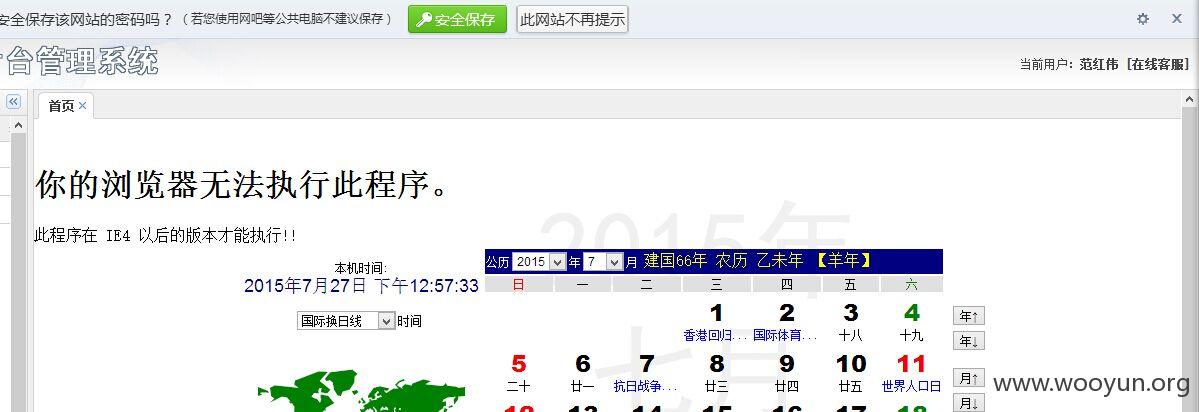 安全保存该网站的密码吗？（若您使用网吧等公共电脑不建议保存） 安全保存 此网站不再提示
台管理系统
当前用户：范红伟 [在线客服]
首页
你的浏览器无法执行此程序。
此程序在 IE4 以后的版本才能执行!!
2015年
七月
本机时间:
2015年7月27日 下午12:57:33
国际换日线 时间
公历 2015 年 7 月 建国66年 农历 乙未年 【羊年】
日 一 二 三 四 五 六
1 2 3 4
香港回归... 国际体育... 十八 十九
5 6 7 8 9 10 11
二十 廿一 抗日战争... 廿三 廿四 廿五 世界人口日
12 13 14 15 16 17 18
年↑
年↓
月↑
月↓
www.wooyun.org